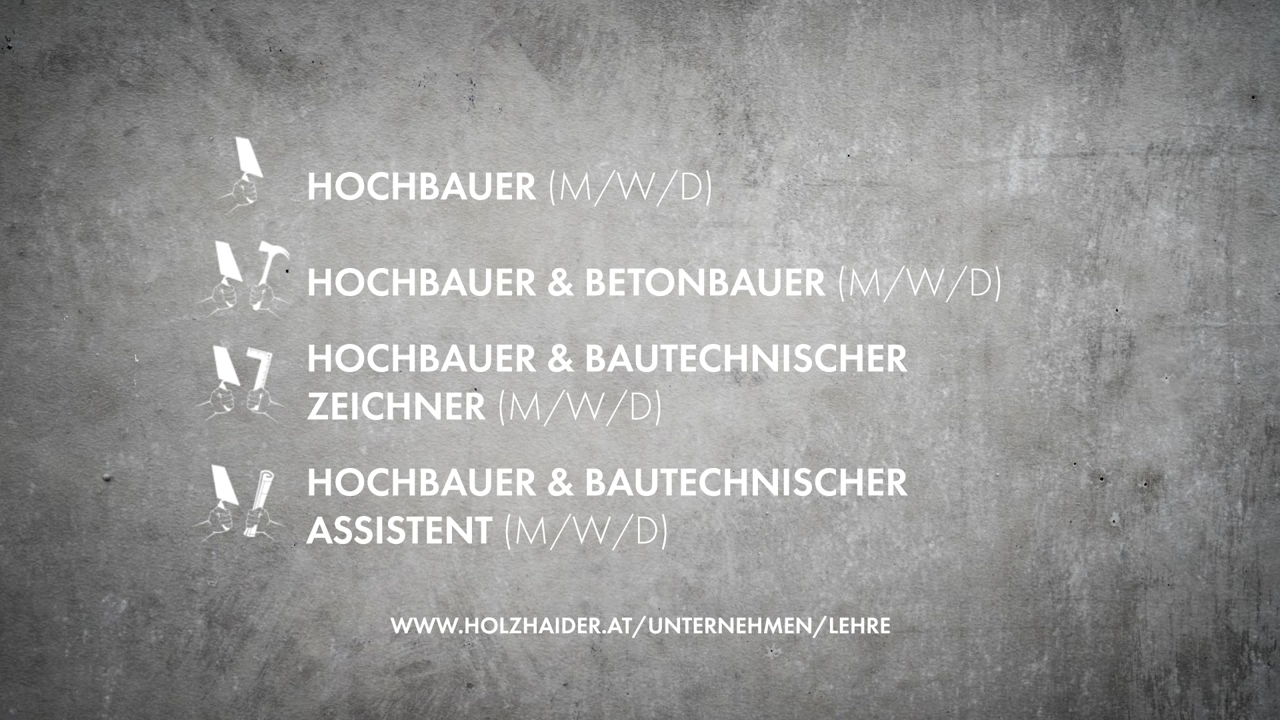 HOCHBAUER (M/W/D)
HOCHBAUER & BETONBAUER (M/W/D)
HOCHBAUER & BAUTECHNISCHER
ZEICHNER (M/W/D)
HOCHBAUER & BAUTECHNISCHER
ASSISTENT (M/W/D)
WWW.HOLZHAIDER.AT/UNTERNEHMEN/LEHRE